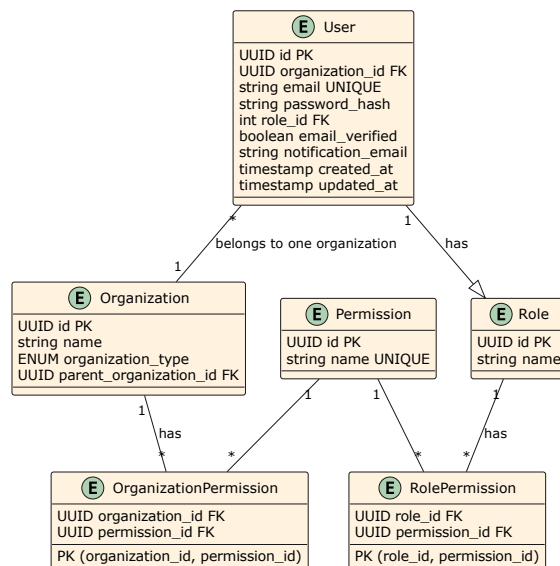 E User
UUID id PK
UUID organization_id FK
string email UNIQUE
string password_hash
int role_id FK
boolean email_verified
string notification_email
timestamp created_at
timestamp updated_at
* 1
belongs to one organization has
1
E Organization
UUID id PK
string name
ENUM organization_type
UUID parent_organization_id FK
E Permission
UUID id PK
string name UNIQUE
E Role
UUID id PK
string name
1 1 1 1
has has
* * * *
E OrganizationPermission
UUID organization_id FK
UUID permission_id FK
PK (organization_id, permission_id)
E RolePermission
UUID role_id FK
UUID permission_id FK
PK (role_id, permission_id)